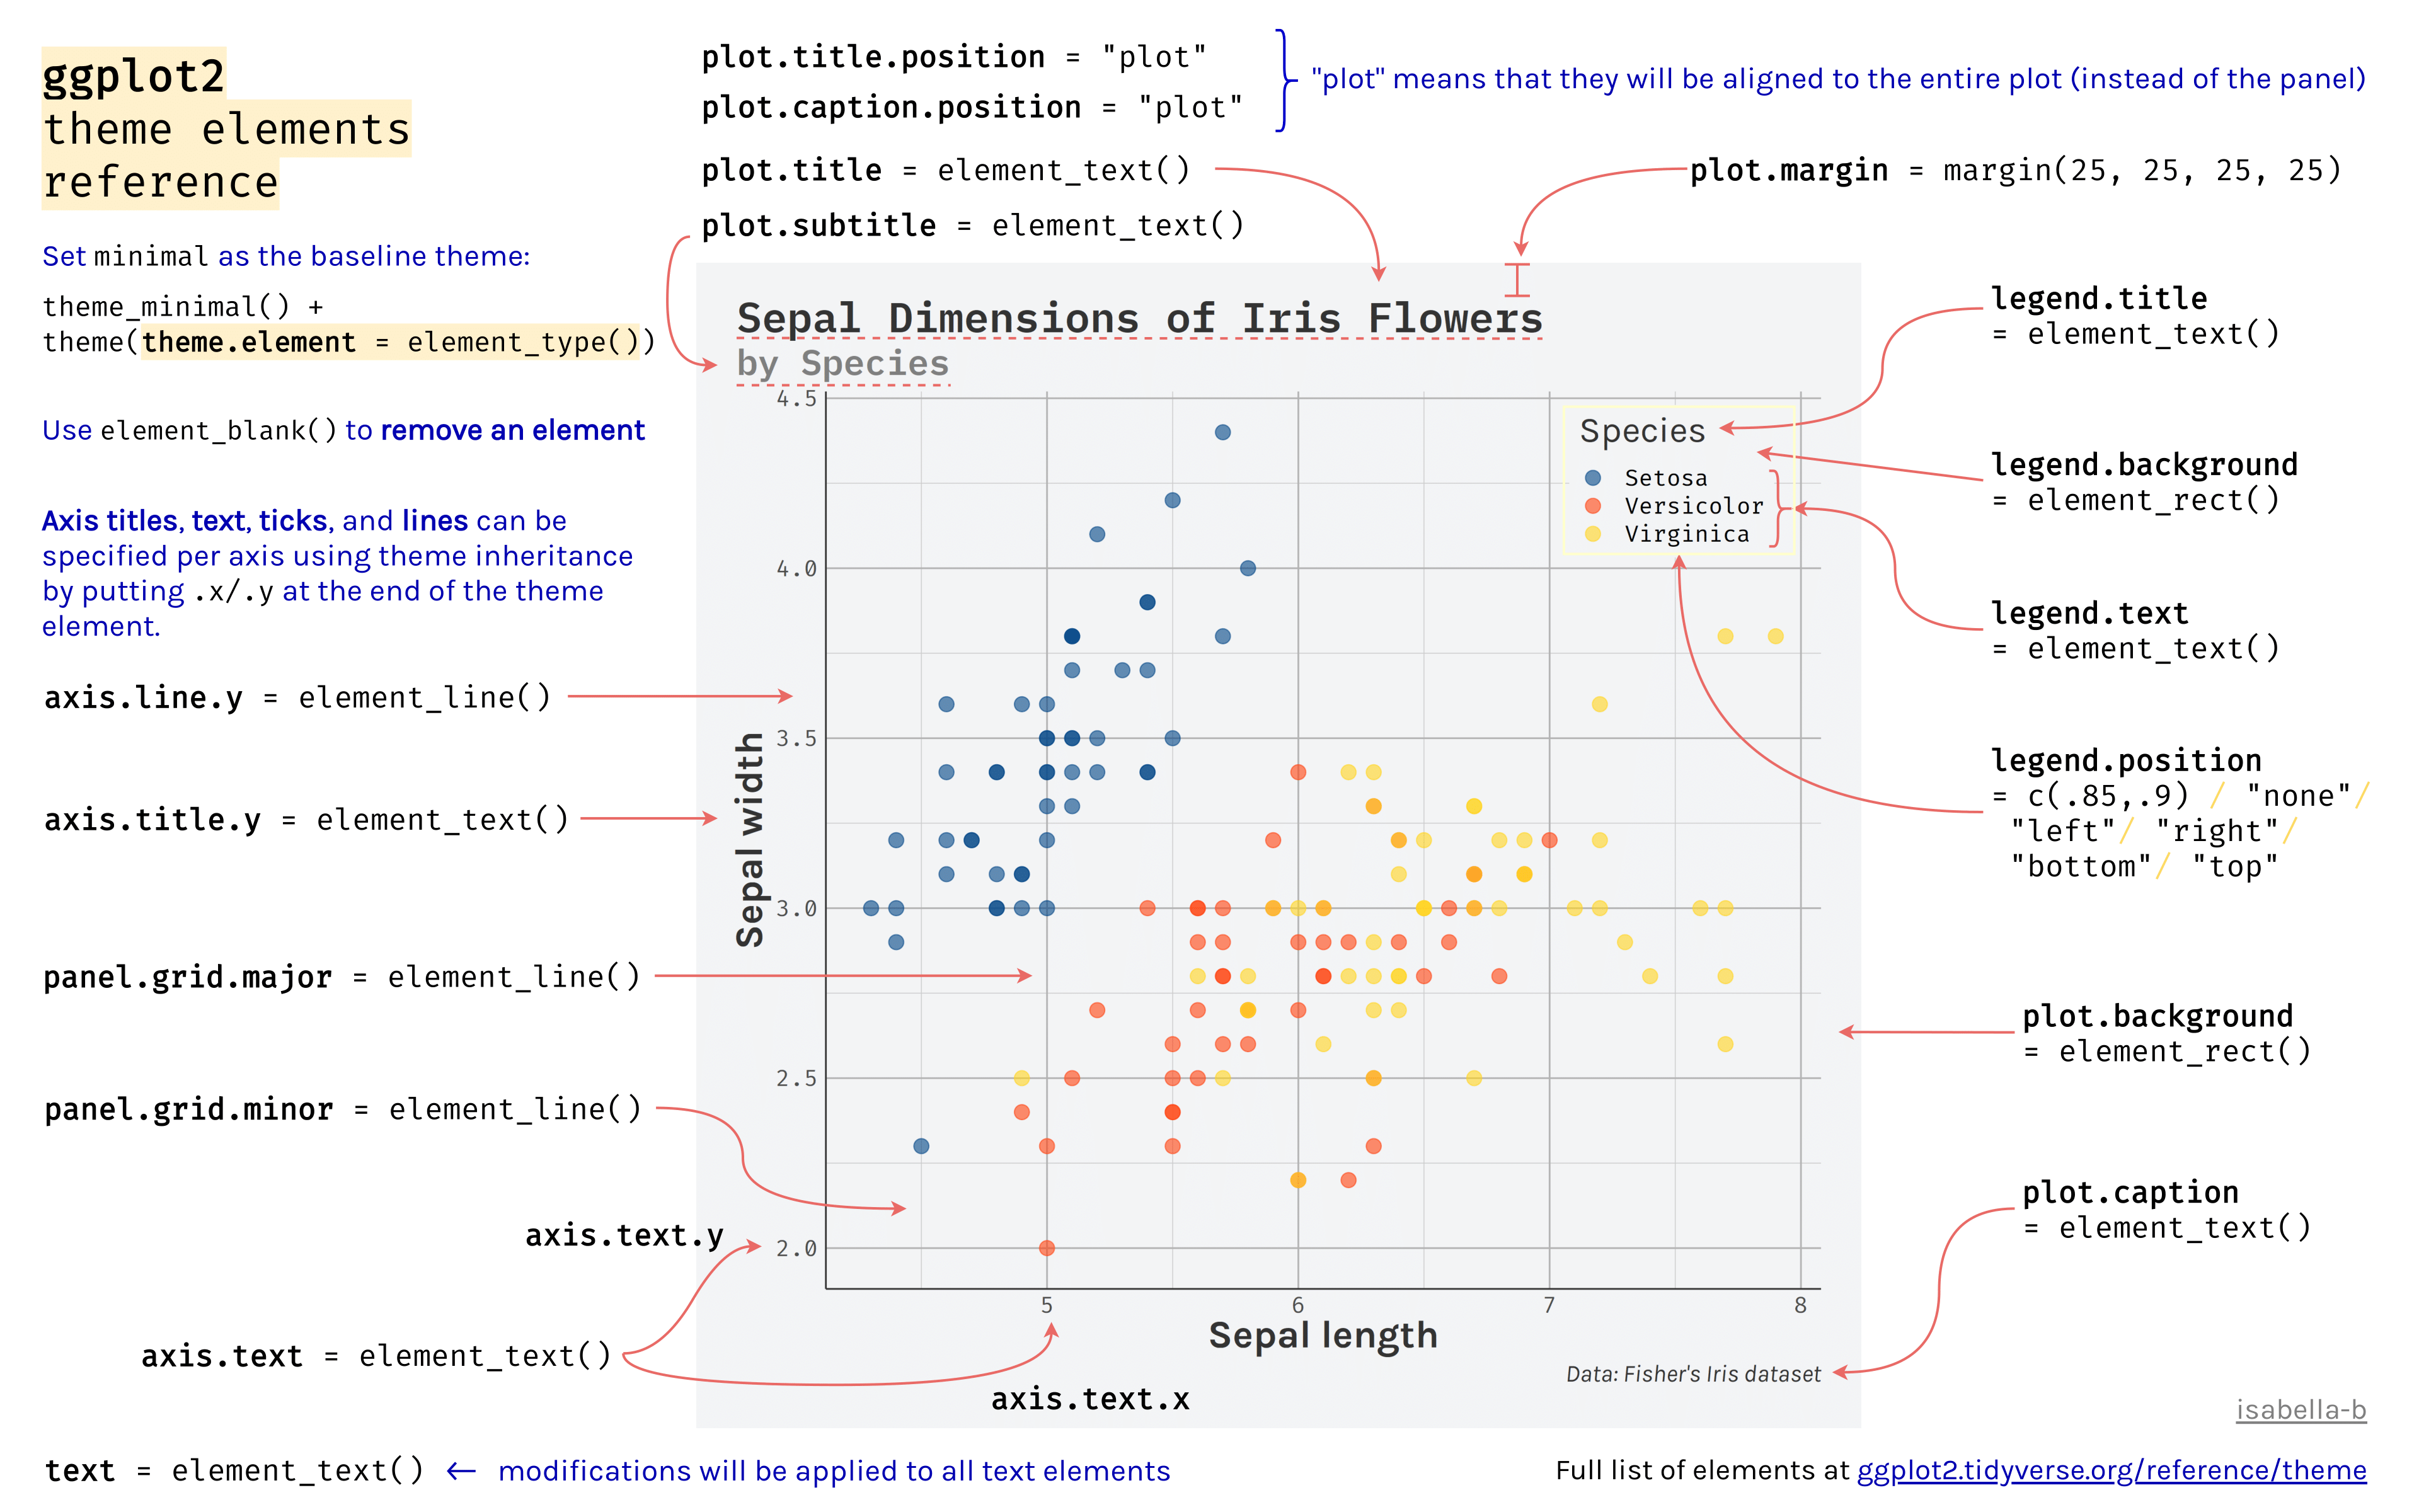 ggplot2
theme elements
reference
Set minimal as the baseline theme:
theme_minimal() +
theme(theme.element = element_type())
Use element_blank() to remove an element
Axis titles, text, ticks, and lines can be
specified per axis using theme inheritance
by putting .x/.y at the end of the theme
element.
axis.line.y = element_line()
axis.title.y = element_text()
panel.grid.major = element_line()
panel.grid.minor = element_line()
axis.text.y
axis.text = element_text()
axis.text.x
text = element_text() ← modifications will be applied to all text elements
plot.title.position = "plot"
plot.caption.position = "plot"
"plot" means that they will be aligned to the entire plot (instead of the panel)
plot.title = element_text()
plot.subtitle = element_text()
plot.margin = margin(25, 25, 25, 25)
Sepal Dimensions of Iris Flowers
by Species
4.5
4.0
3.5
3.0
2.5
2.0
Sepal width
5 6 7 8
Sepal length
Species
Setosa
Versicolor
Virginica
Data: Fisher's Iris dataset
legend.title
= element_text()
legend.background
= element_rect()
legend.text
= element_text()
legend.position
= c(.85,.9) / "none"/
"left"/ "right"/
"bottom"/ "top"
plot.background
= element_rect()
plot.caption
= element_text()
isabella-b
Full list of elements at ggplot2.tidyverse.org/reference/theme